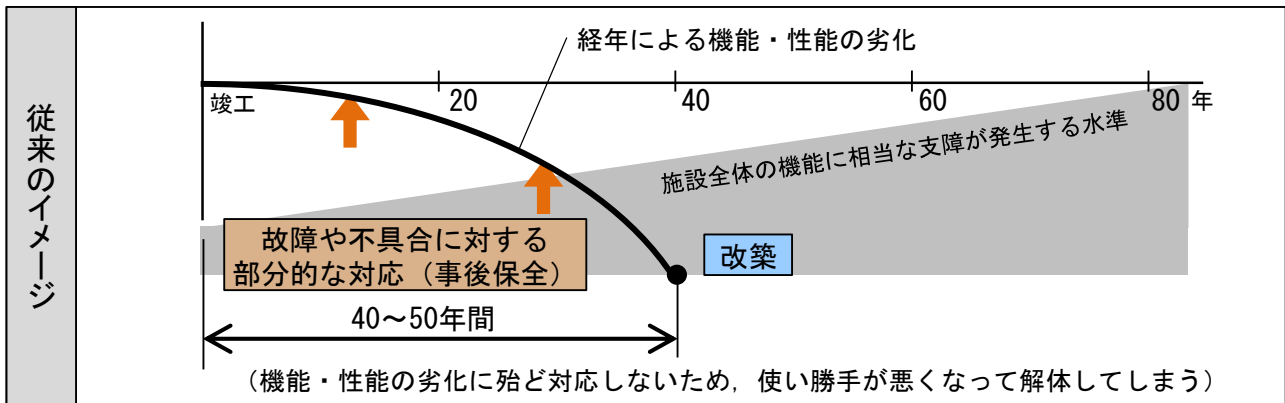 従来のイメージ
経年による機能・性能の劣化
竣工
20
40
60
80 年
施設全体の機能に相当な支障が発生する水準
故障や不具合に対する
部分的な対応（事後保全）
改築
40～50年間
（機能・性能の劣化に殆ど対応しないため，使い勝手が悪くなって解体してしまう）